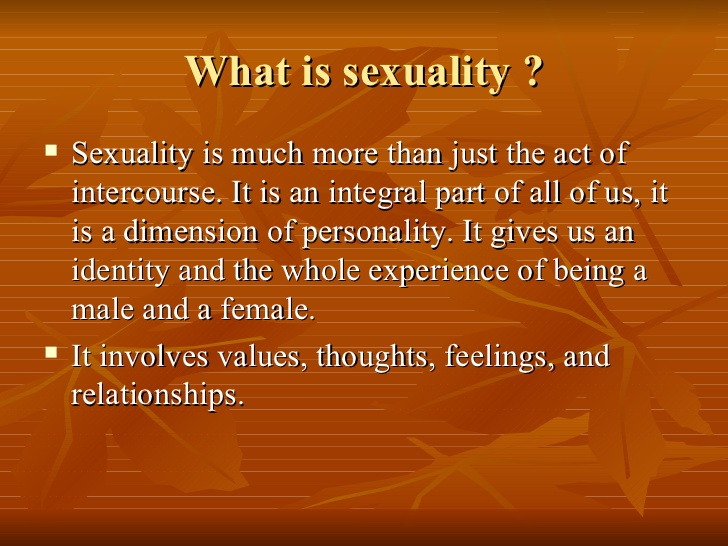 What is sexuality ?
Sexuality is much more than just the act of
intercourse. It is an integral part of all of us, it
is a dimension of personality. It gives us an
identity and the whole experience of being a
male and a female.
It involves values, thoughts, feelings, and
relationships.